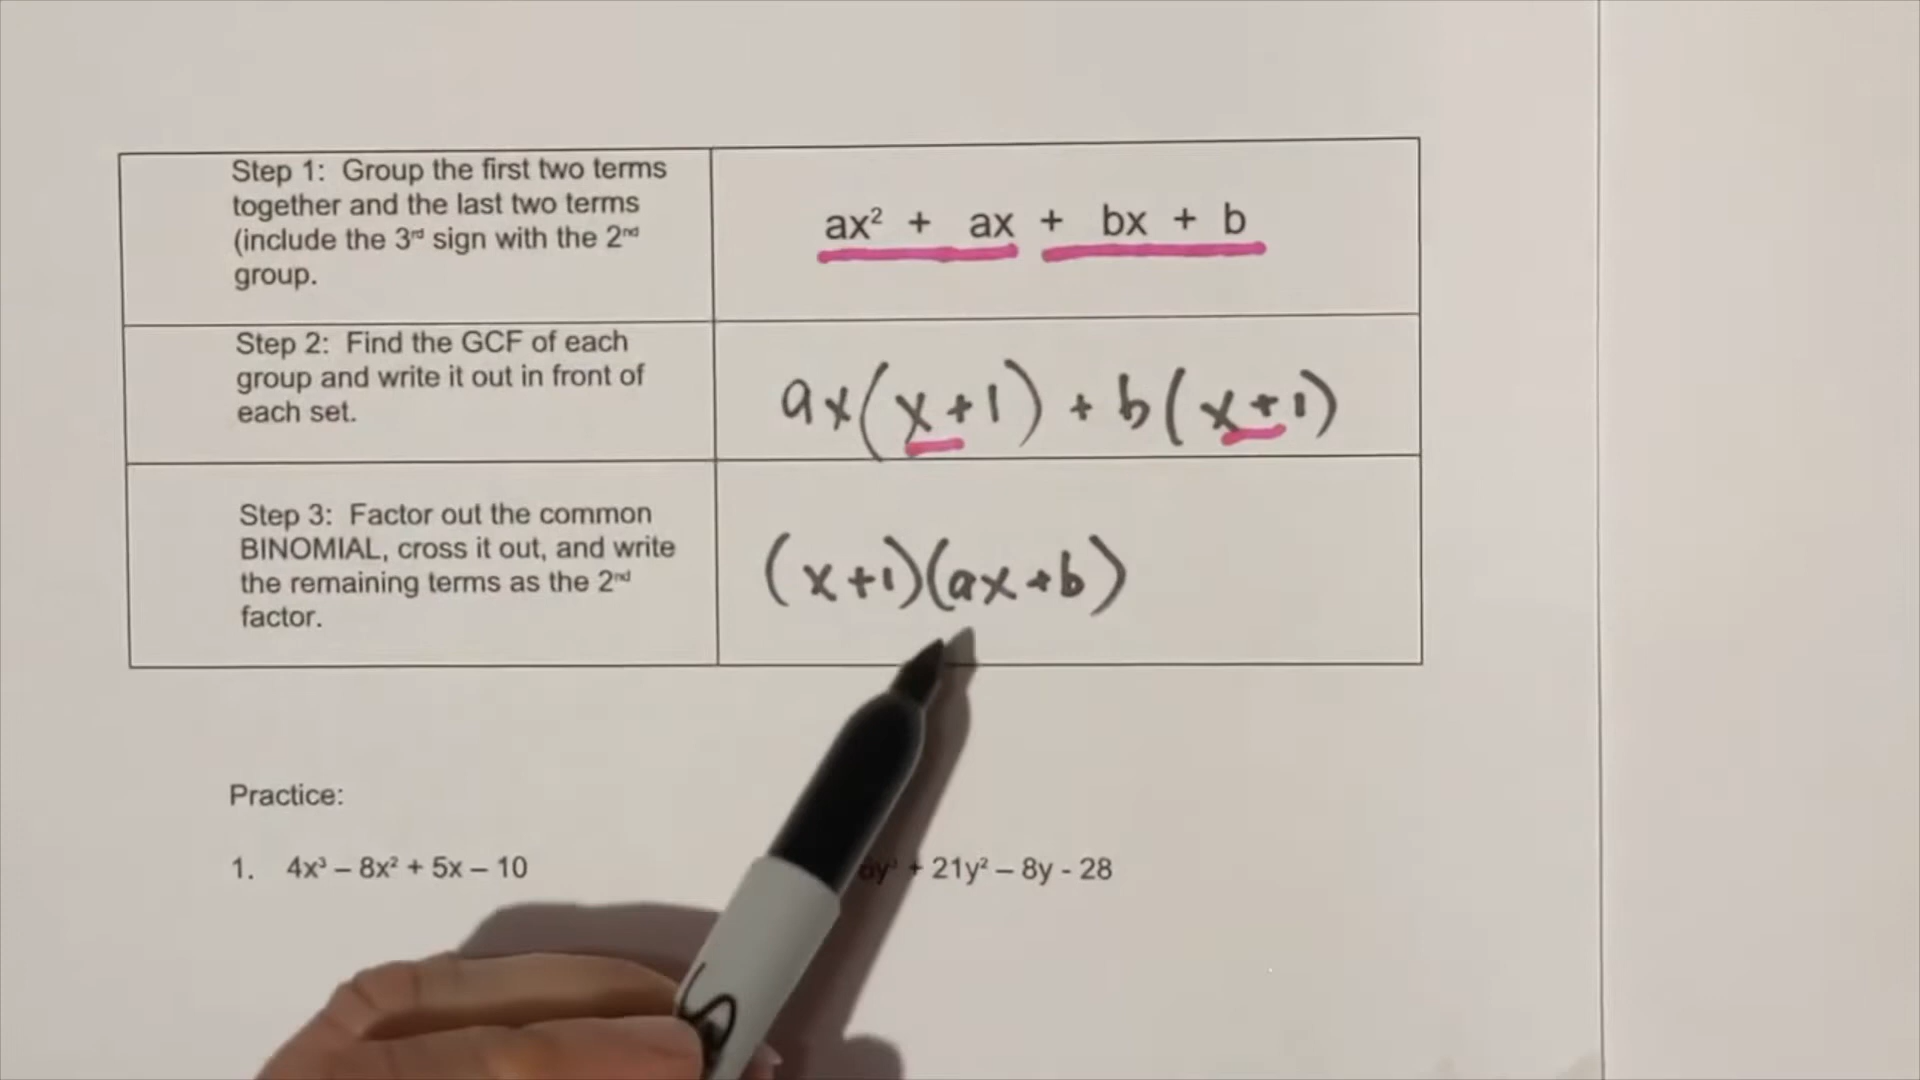 Step 1: Group the first two terms
together and the last two terms
(include the 3rd sign with the 2nd
group.
ax² + ax + bx + b
Step 2: Find the GCF of each
group and write it out in front of
each set.
ax(x+1) + b(x+1)
Step 3: Factor out the common
BINOMIAL, cross it out, and write
the remaining terms as the 2nd
factor.
(x+1)(ax+b)
Practice:
1. 4x³ – 8x² + 5x – 10
+ 21y² – 8y - 28